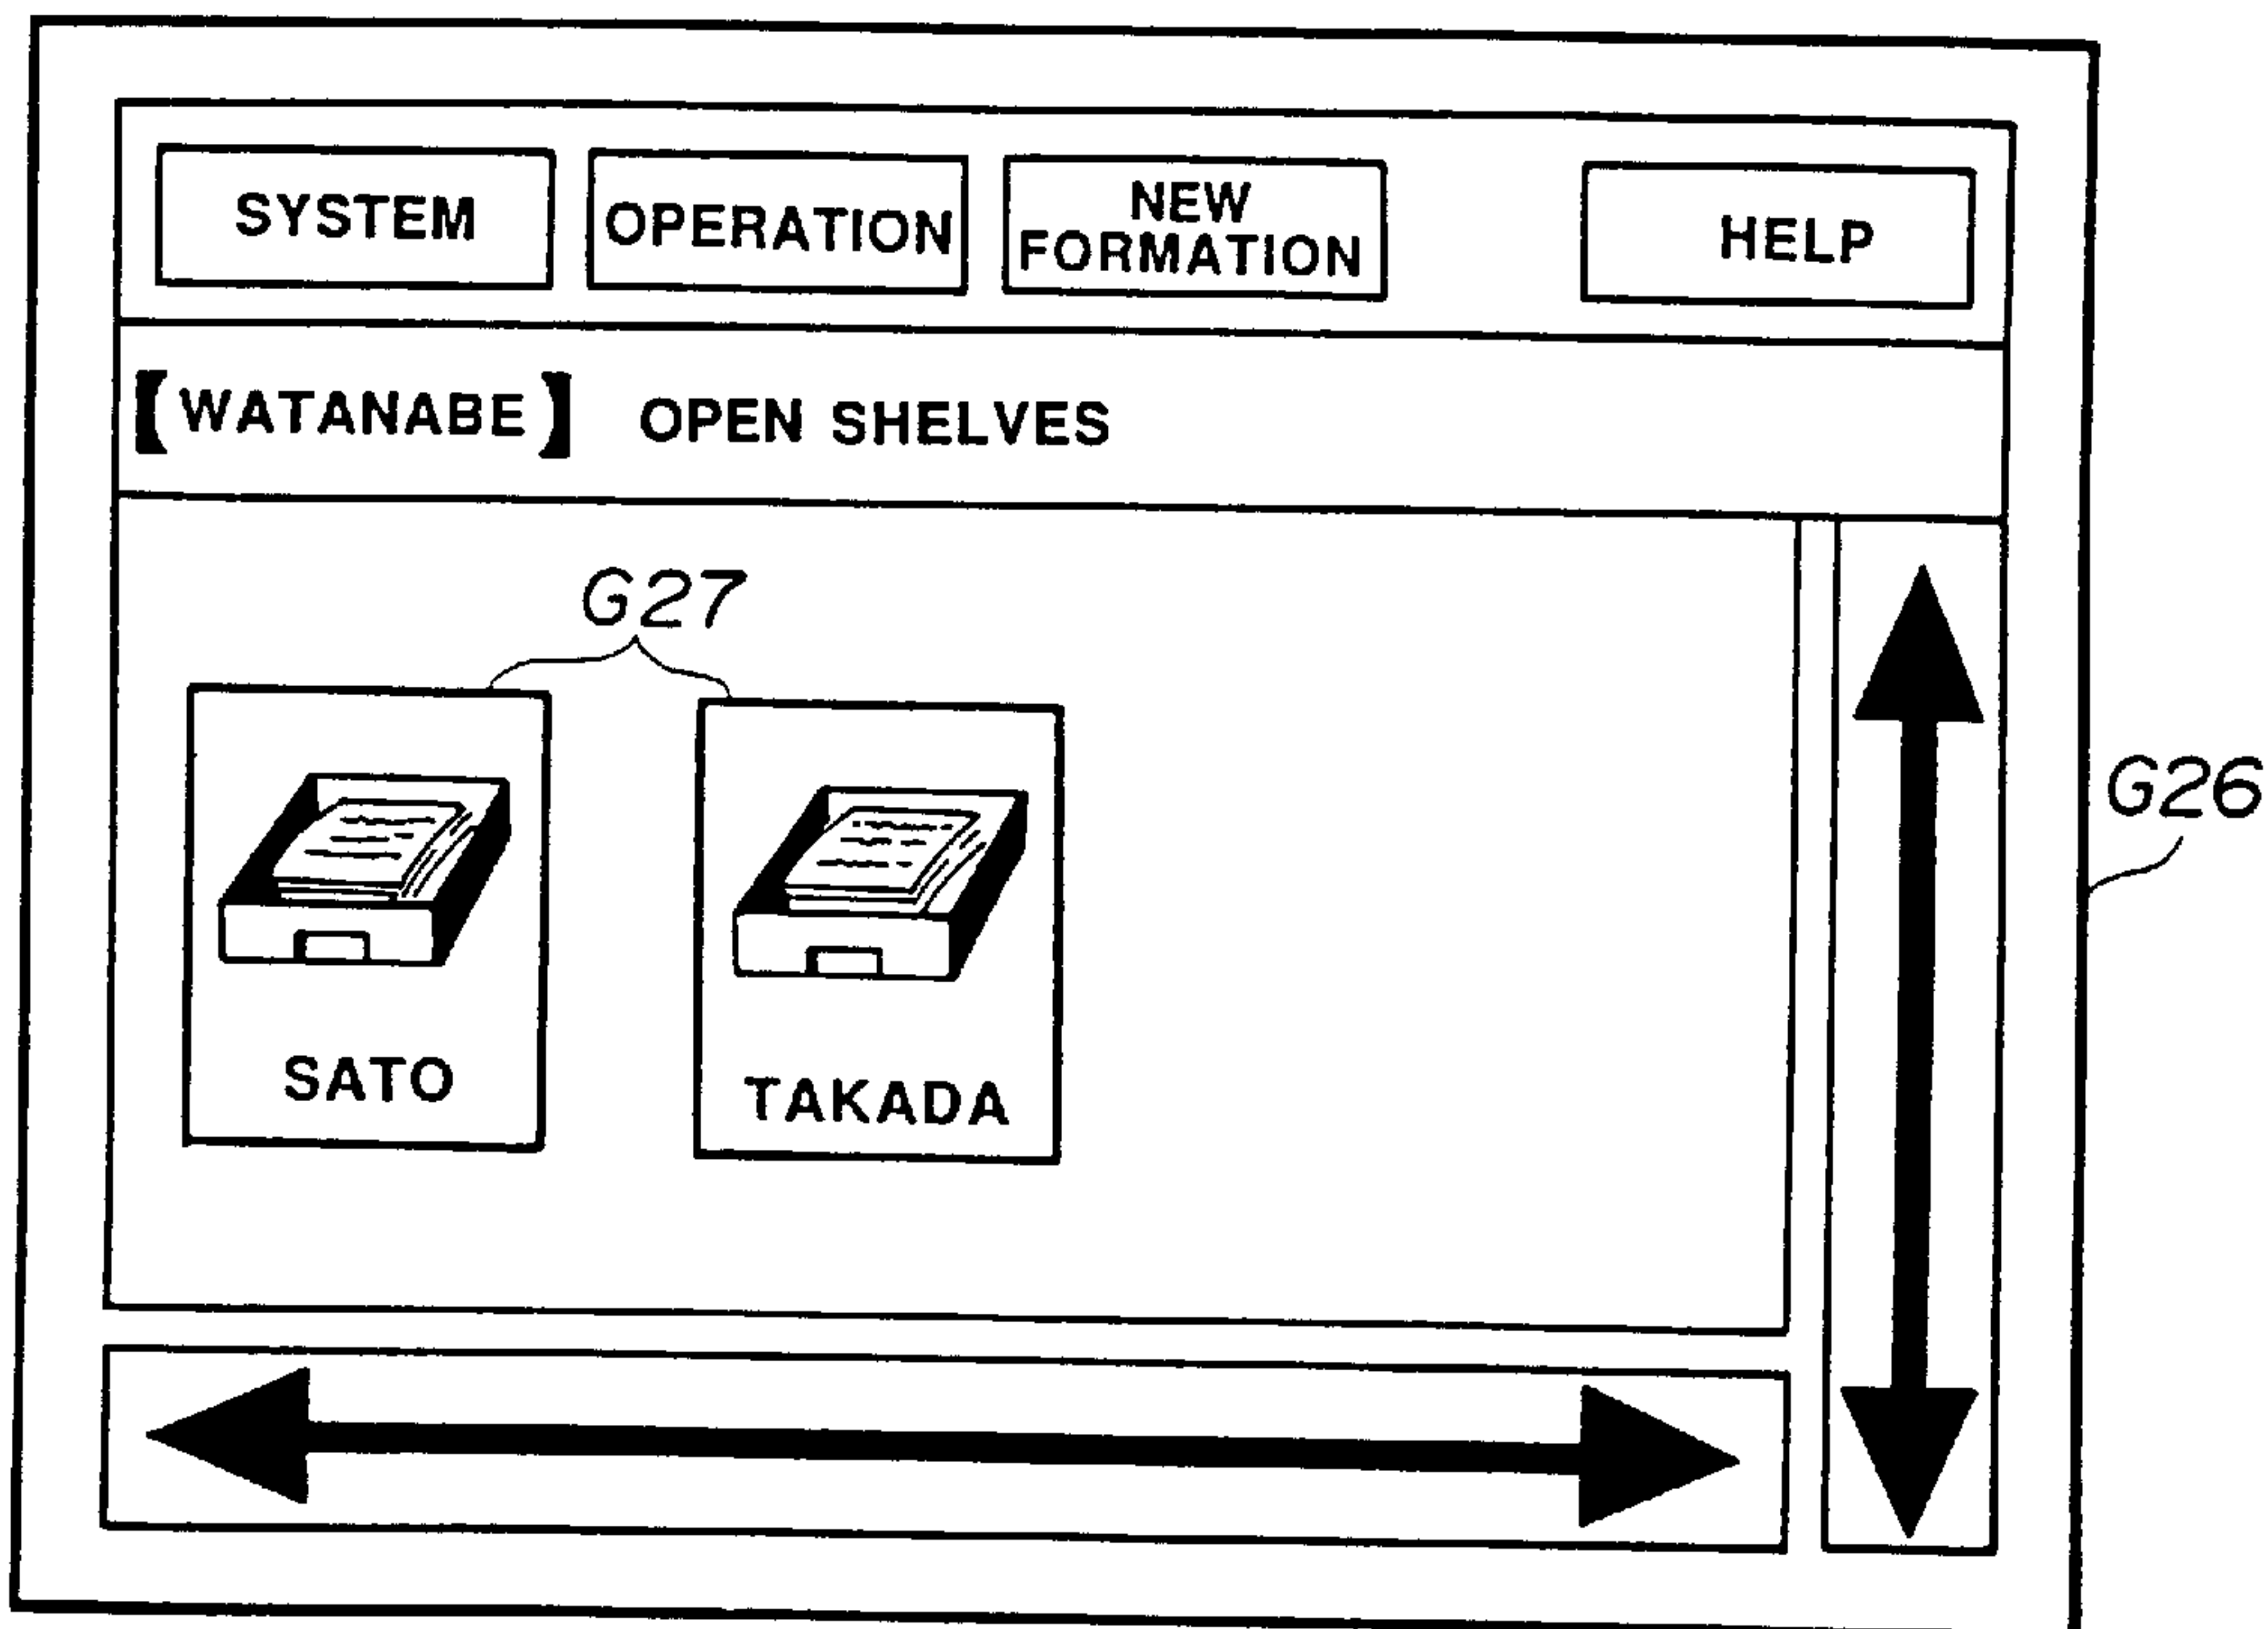 SYSTEM
OPERATION
NEW
FORMATION
HELP
【WATANABE】 OPEN SHELVES
G27
G26
SATO
TAKADA